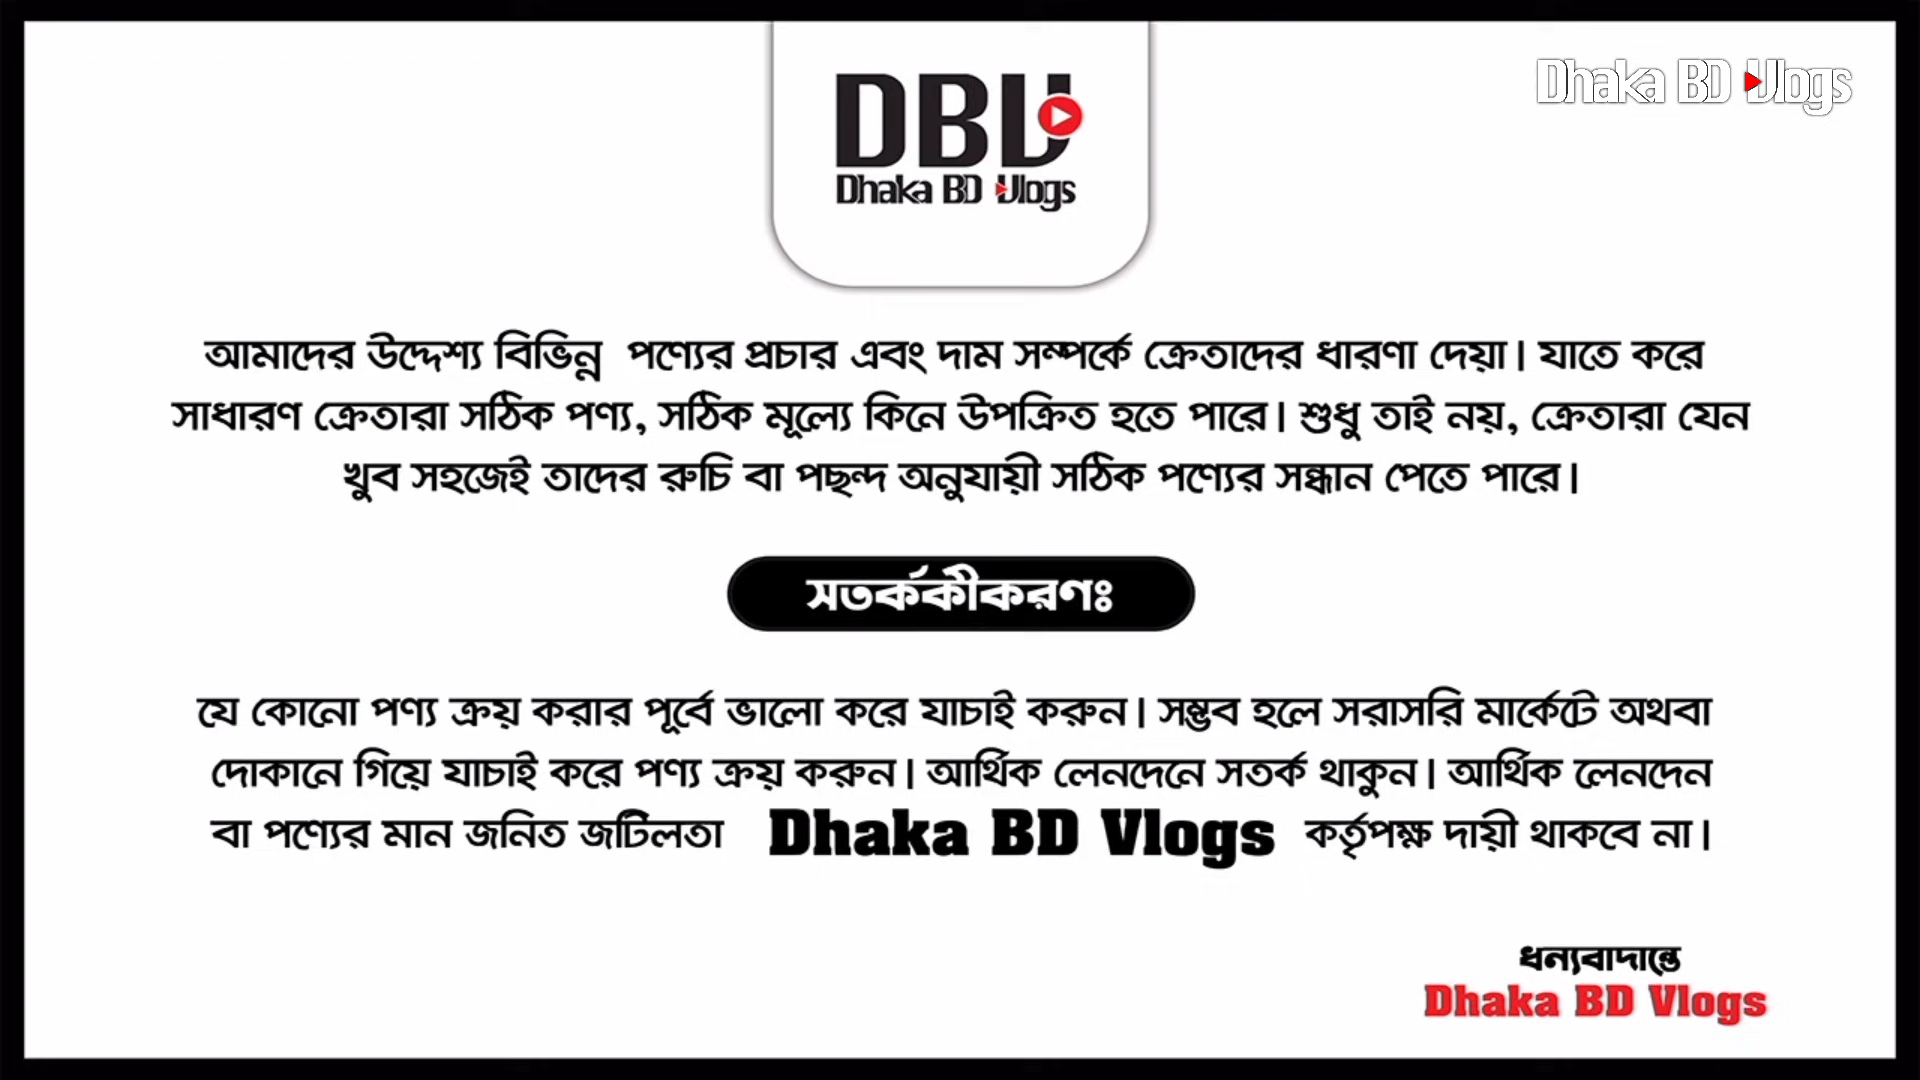 DBV
Dhaka BD Vlogs
Dhaka BD Vlogs
আমাদের উদ্দেশ্য বিভিন্ন পণ্যের প্রচার এবং দাম সম্পর্কে ক্রেতাদের ধারণা দেয়া। যাতে করে
সাধারণ ক্রেতারা সঠিক পণ্য, সঠিক মূল্যে কিনে উপক্রিত হতে পারে। শুধু তাই নয়, ক্রেতারা যেন
খুব সহজেই তাদের রুচি বা পছন্দ অনুযায়ী সঠিক পণ্যের সন্ধান পেতে পারে।
সতর্ককীকরণঃ
যে কোনো পণ্য ক্রয় করার পূর্বে ভালো করে যাচাই করুন। সম্ভব হলে সরাসরি মার্কেটে অথবা
দোকানে গিয়ে যাচাই করে পণ্য ক্রয় করুন। আর্থিক লেনদেনে সতর্ক থাকুন। আর্থিক লেনদেন
বা পণ্যের মান জনিত জটিলতা Dhaka BD Vlogs কর্তৃপক্ষ দায়ী থাকবে না।
ধন্যবাদান্তে
Dhaka BD Vlogs